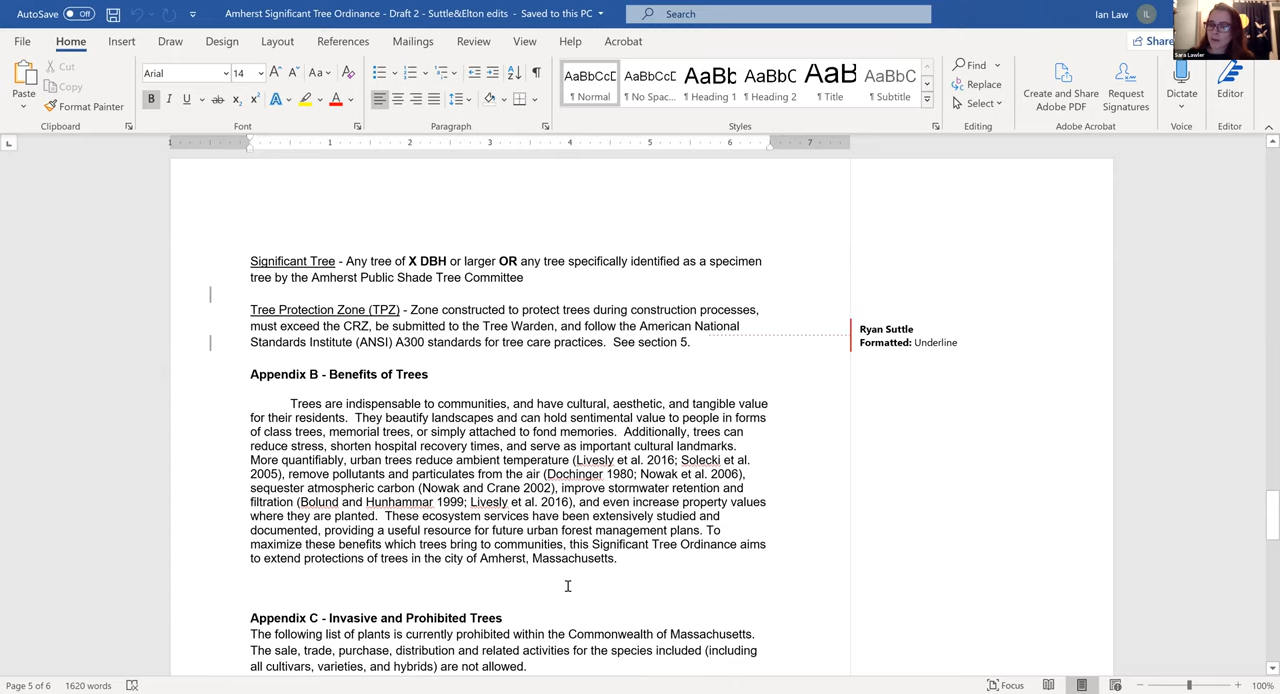 AutoSave Off Amherst Significant Tree Ordinance - Draft 2 - Suttle&Elton edits - Saved to this PC Search Ian Law IL
Sara Lawler
File Home Insert Draw Design Layout References Mailings Review View Help Acrobat Share
Paste Cut Copy Format Painter
Arial 14 Aa
B I U ab x₂ x² A A
AaBbCcD AaBbCcD AaBb( AaBbC( AaB AaBbC
¶ Normal ¶ No Spac... ¶ Heading 1 ¶ Heading 2 ¶ Title ¶ Subtitle
Find Replace Select
Create and Share Adobe PDF Request Signatures Dictate Editor
Clipboard Font Paragraph Styles Editing Adobe Acrobat Voice Editor
1 1 2 3 4 5 6 7
Significant Tree - Any tree of X DBH or larger OR any tree specifically identified as a specimen
tree by the Amherst Public Shade Tree Committee
Tree Protection Zone (TPZ) - Zone constructed to protect trees during construction processes,
must exceed the CRZ, be submitted to the Tree Warden, and follow the American National
Standards Institute (ANSI) A300 standards for tree care practices. See section 5.
Ryan Suttle
Formatted: Underline
Appendix B - Benefits of Trees
Trees are indispensable to communities, and have cultural, aesthetic, and tangible value
for their residents. They beautify landscapes and can hold sentimental value to people in forms
of class trees, memorial trees, or simply attached to fond memories. Additionally, trees can
reduce stress, shorten hospital recovery times, and serve as important cultural landmarks.
More quantifiably, urban trees reduce ambient temperature (Livesly et al. 2016; Solecki et al.
2005), remove pollutants and particulates from the air (Dochinger 1980; Nowak et al. 2006),
sequester atmospheric carbon (Nowak and Crane 2002), improve stormwater retention and
filtration (Bolund and Hunhammar 1999; Livesly et al. 2016), and even increase property values
where they are planted. These ecosystem services have been extensively studied and
documented, providing a useful resource for future urban forest management plans. To
maximize these benefits which trees bring to communities, this Significant Tree Ordinance aims
to extend protections of trees in the city of Amherst, Massachusetts.
Appendix C - Invasive and Prohibited Trees
The following list of plants is currently prohibited within the Commonwealth of Massachusetts.
The sale, trade, purchase, distribution and related activities for the species included (including
all cultivars, varieties, and hybrids) are not allowed.
Page 5 of 6 1620 words Focus 100%